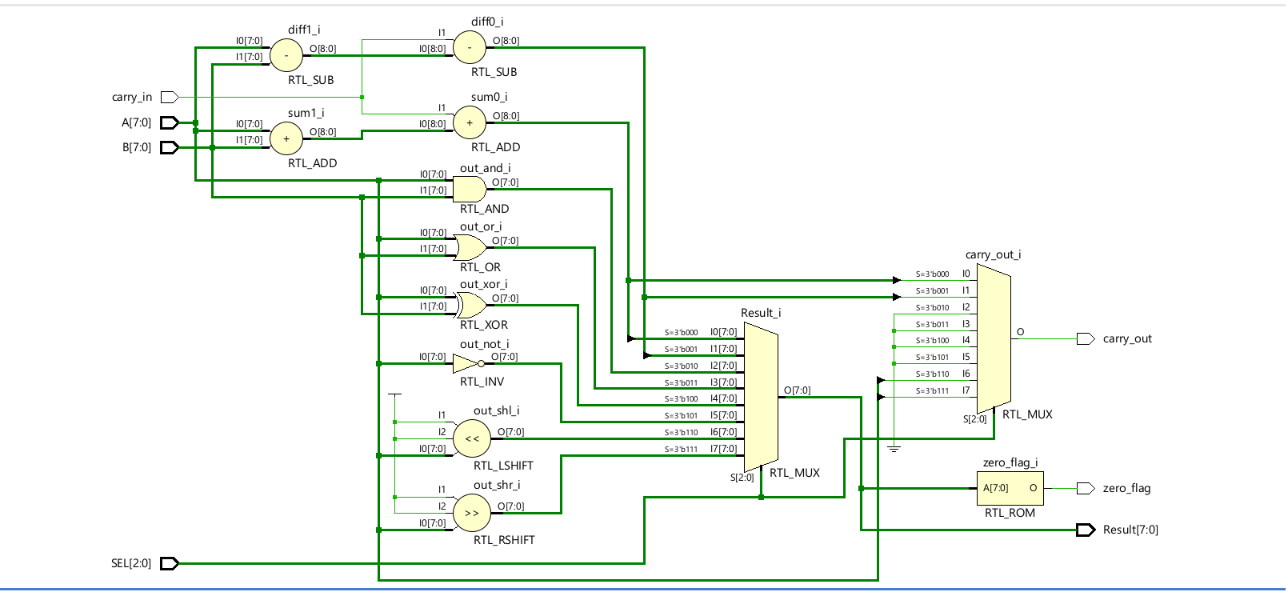 diff1_i
I0[7:0]
I1[7:0]
-
O[8:0]
RTL_SUB
diff0_i
I1
I0[8:0]
-
O[8:0]
RTL_SUB
carry_in
A[7:0]
B[7:0]
sum1_i
I0[7:0]
I1[7:0]
+
O[8:0]
RTL_ADD
sum0_i
I1
I0[8:0]
+
O[8:0]
RTL_ADD
out_and_i
I0[7:0]
I1[7:0]
O[7:0]
RTL_AND
out_or_i
I0[7:0]
I1[7:0]
O[7:0]
RTL_OR
out_xor_i
I0[7:0]
I1[7:0]
O[7:0]
RTL_XOR
out_not_i
I0[7:0]
O[7:0]
RTL_INV
out_shl_i
I1
I2
I0[7:0]
<<
O[7:0]
RTL_LSHIFT
out_shr_i
I1
I2
I0[7:0]
>>
O[7:0]
RTL_RSHIFT
SEL[2:0]
Result_i
S=3'b000 I0[7:0]
S=3'b001 I1[7:0]
S=3'b010 I2[7:0]
S=3'b011 I3[7:0]
S=3'b100 I4[7:0]
S=3'b101 I5[7:0]
S=3'b110 I6[7:0]
S=3'b111 I7[7:0]
O[7:0]
S[2:0]
RTL_MUX
carry_out_i
S=3'b000 I0
S=3'b001 I1
S=3'b010 I2
S=3'b011 I3
S=3'b100 I4
S=3'b101 I5
S=3'b110 I6
S=3'b111 I7
O
S[2:0]
RTL_MUX
carry_out
zero_flag_i
A[7:0] O
RTL_ROM
zero_flag
Result[7:0]